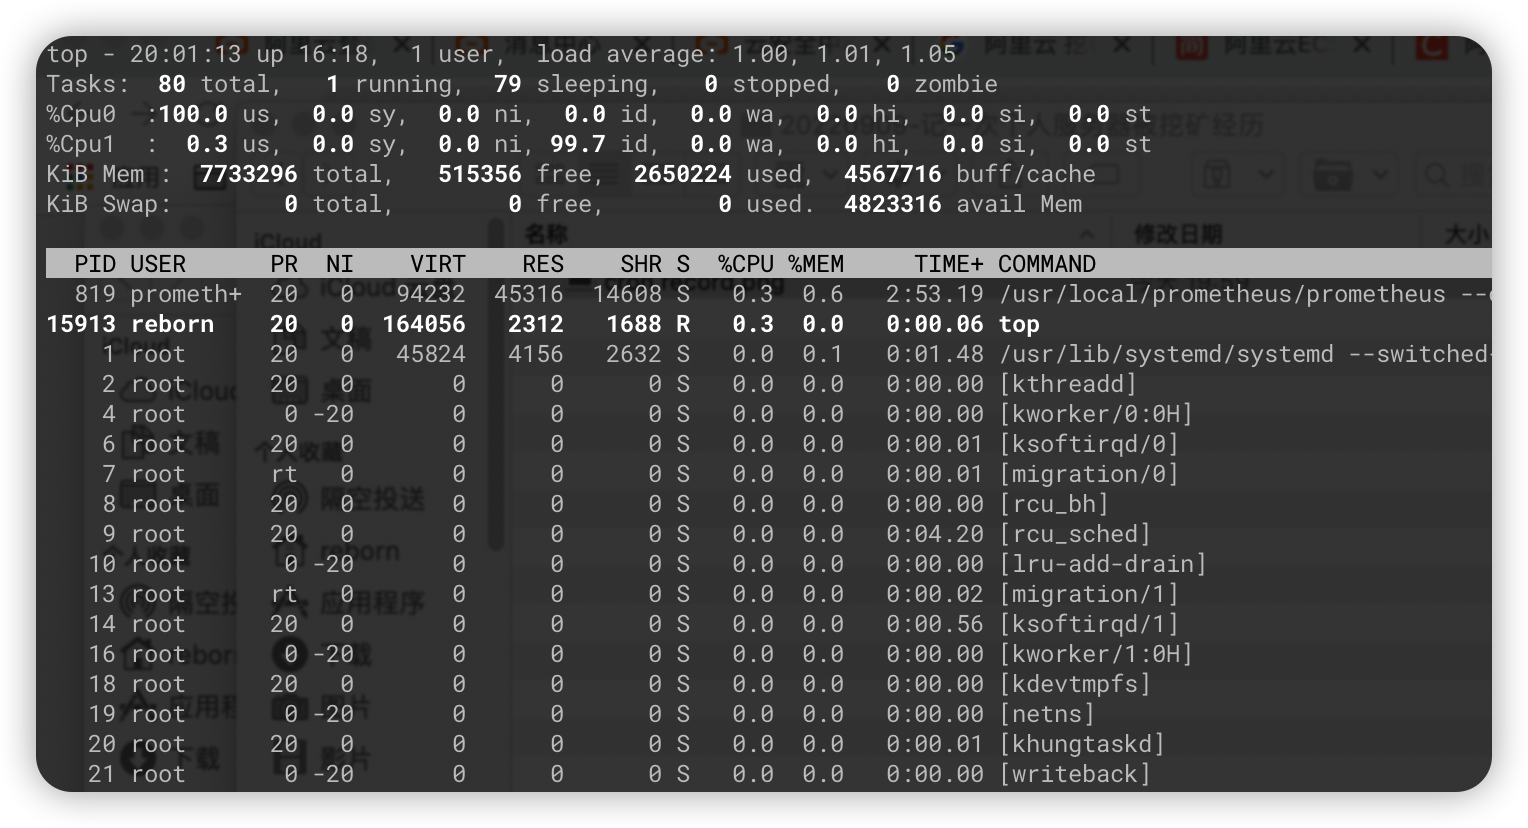 top - 20:01:13 up 16:18,  1 user,  load average: 1.00, 1.01, 1.05
Tasks:  80 total,   1 running,  79 sleeping,   0 stopped,   0 zombie
%Cpu0  :100.0 us,  0.0 sy,  0.0 ni,  0.0 id,  0.0 wa,  0.0 hi,  0.0 si,  0.0 st
%Cpu1  :  0.3 us,  0.0 sy,  0.0 ni, 99.7 id,  0.0 wa,  0.0 hi,  0.0 si,  0.0 st
KiB Mem :  7733296 total,   515356 free,  2650224 used,  4567716 buff/cache
KiB Swap:        0 total,        0 free,        0 used.  4823316 avail Mem
名称 修改日期 大小
  PID USER      PR  NI    VIRT    RES    SHR S  %CPU %MEM     TIME+ COMMAND
  819 prometh+  20   0   94232  45316  14608 S   0.3  0.6   2:53.19 /usr/local/prometheus/prometheus --
15913 reborn    20   0  164056   2312   1688 R   0.3  0.0   0:00.06 top
    1 root      20   0   45824   4156   2632 S   0.0  0.1   0:01.48 /usr/lib/systemd/systemd --switched-
    2 root      20   0       0      0      0 S   0.0  0.0   0:00.00 [kthreadd]
    4 root       0 -20       0      0      0 S   0.0  0.0   0:00.00 [kworker/0:0H]
    6 root      20   0       0      0      0 S   0.0  0.0   0:00.01 [ksoftirqd/0]
    7 root      rt   0       0      0      0 S   0.0  0.0   0:00.01 [migration/0]
    8 root      20   0       0      0      0 S   0.0  0.0   0:00.00 [rcu_bh]
    9 root      20   0       0      0      0 S   0.0  0.0   0:04.20 [rcu_sched]
   10 root       0 -20       0      0      0 S   0.0  0.0   0:00.00 [lru-add-drain]
   13 root      rt   0       0      0      0 S   0.0  0.0   0:00.02 [migration/1]
   14 root      20   0       0      0      0 S   0.0  0.0   0:00.56 [ksoftirqd/1]
   16 root       0 -20       0      0      0 S   0.0  0.0   0:00.00 [kworker/1:0H]
   18 root      20   0       0      0      0 S   0.0  0.0   0:00.00 [kdevtmpfs]
   19 root       0 -20       0      0      0 S   0.0  0.0   0:00.00 [netns]
   20 root      20   0       0      0      0 S   0.0  0.0   0:00.01 [khungtaskd]
   21 root       0 -20       0      0      0 S   0.0  0.0   0:00.00 [writeback]